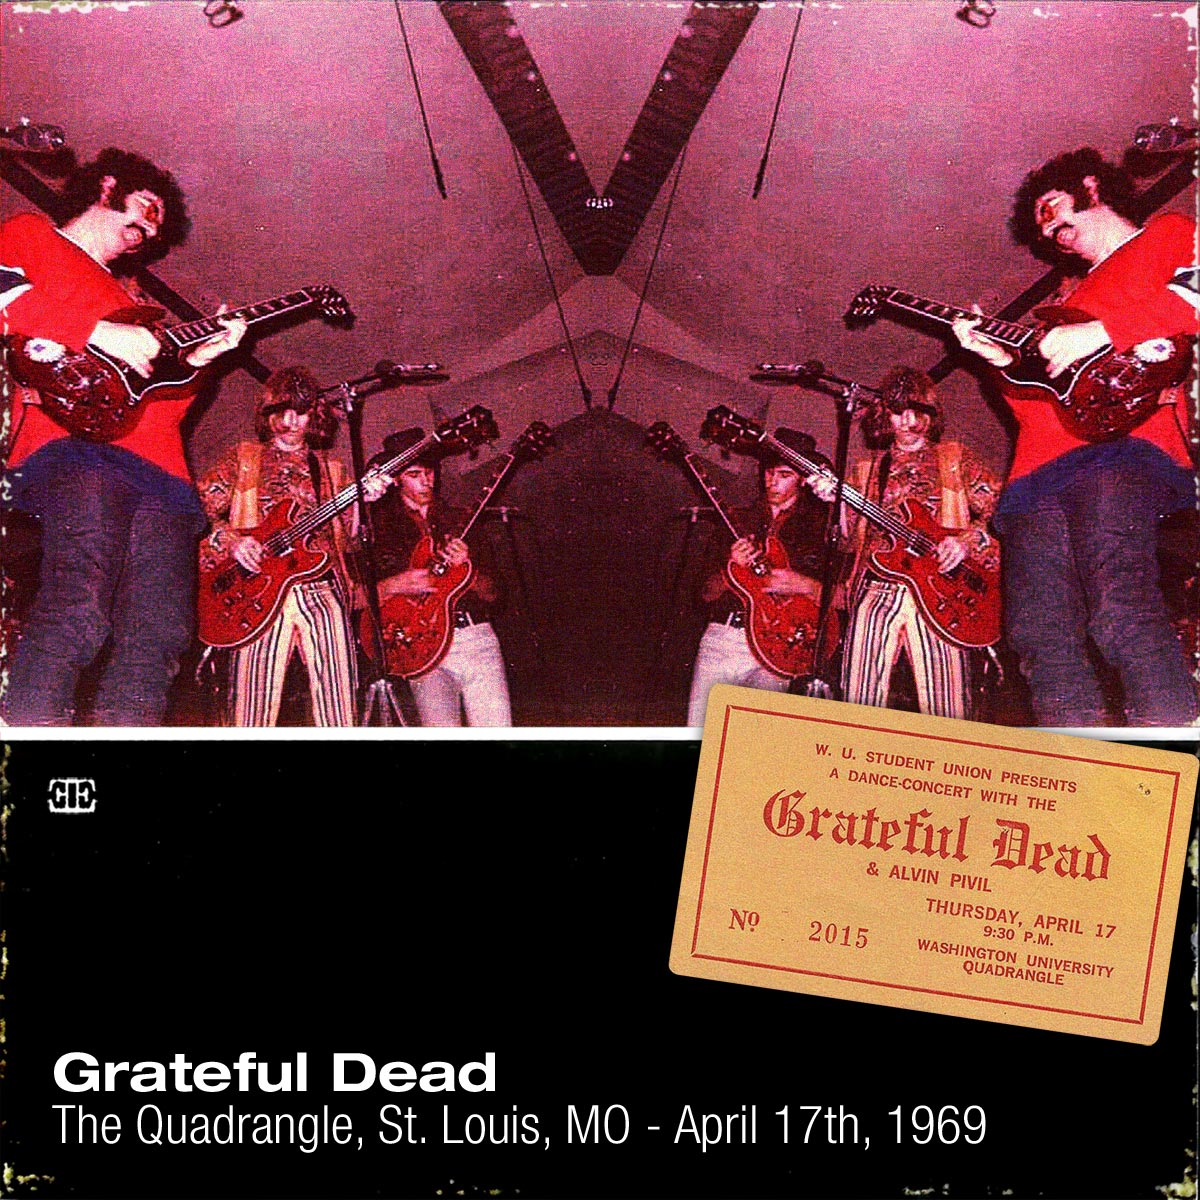 W. U. STUDENT UNION PRESENTS
A DANCE-CONCERT WITH THE
Grateful Dead
& ALVIN PIVIL
THURSDAY, APRIL 17
9:30 P.M.
Nº 2015
WASHINGTON UNIVERSITY
QUADRANGLE
Grateful Dead
The Quadrangle, St. Louis, MO - April 17th, 1969